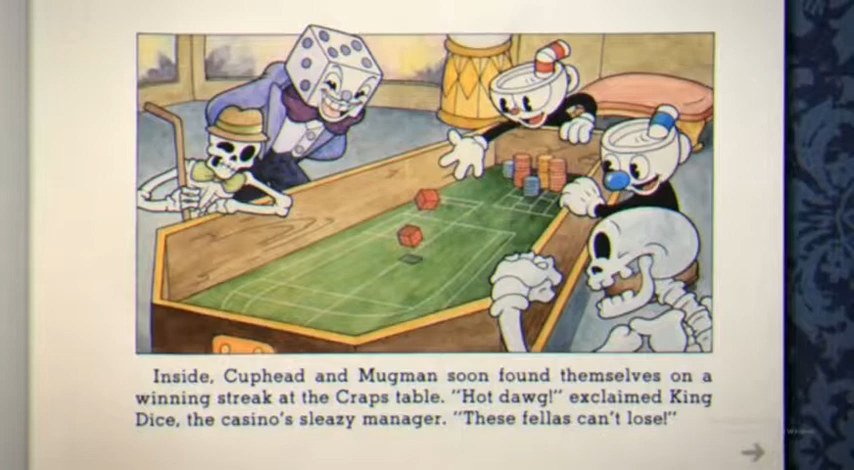 Inside, Cuphead and Mugman soon found themselves on a
winning streak at the Craps table. "Hot dawg!" exclaimed King
Dice, the casino's sleazy manager. "These fellas can't lose!"